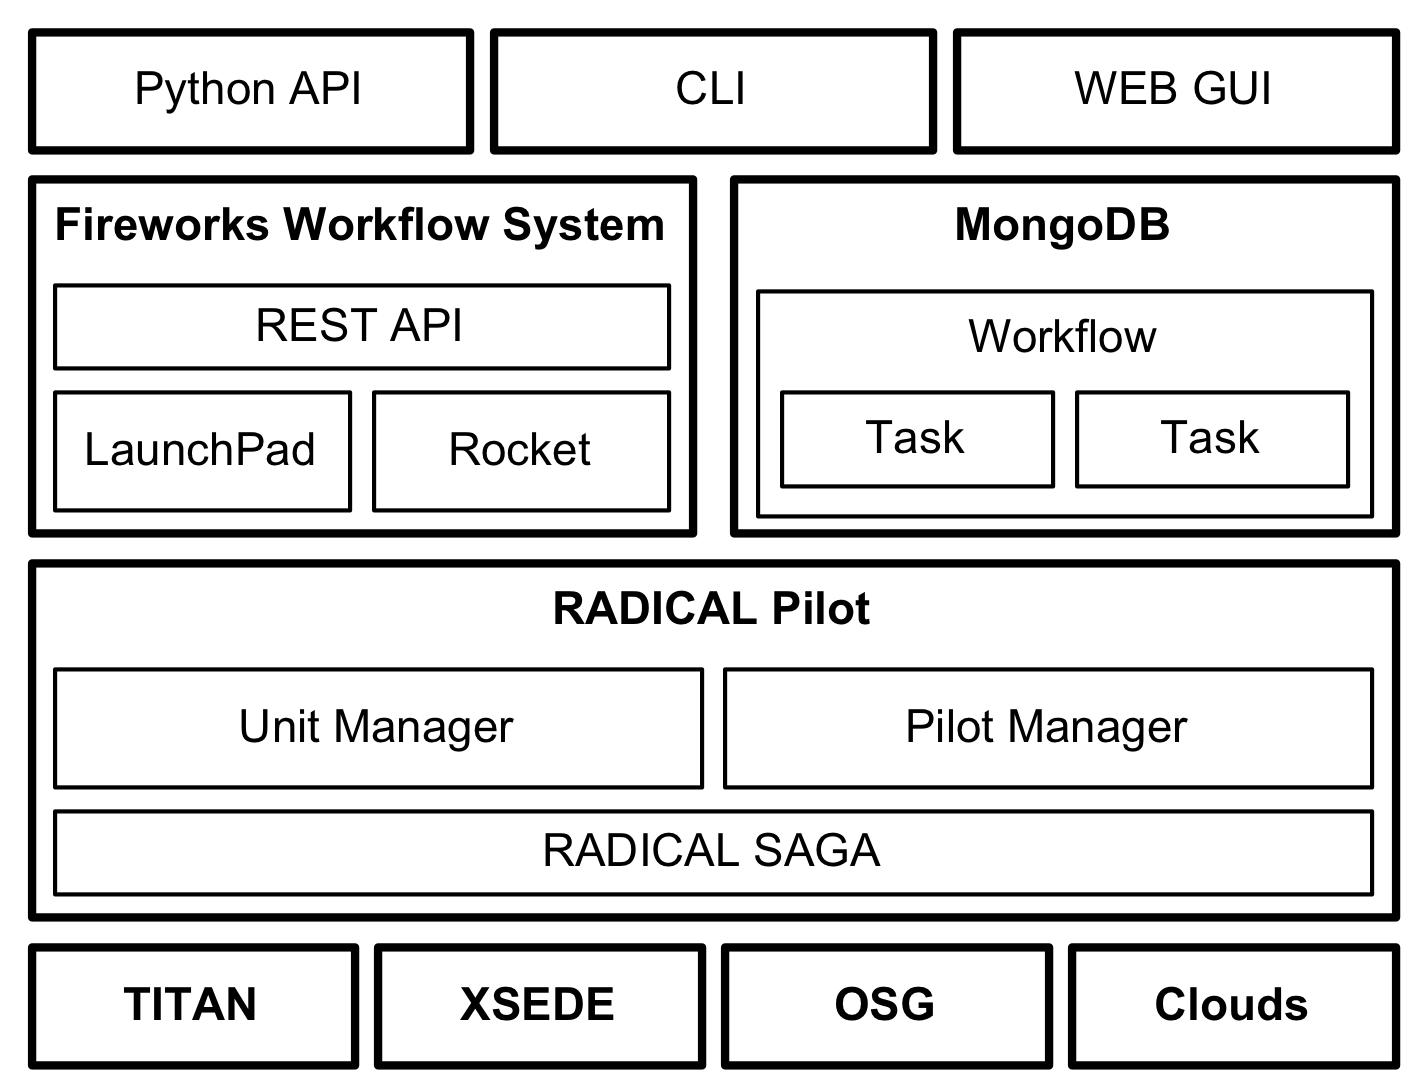 Python API
CLI
WEB GUI
Fireworks Workflow System
REST API
LaunchPad
Rocket
MongoDB
Workflow
Task
Task
RADICAL Pilot
Unit Manager
Pilot Manager
RADICAL SAGA
TITAN
XSEDE
OSG
Clouds